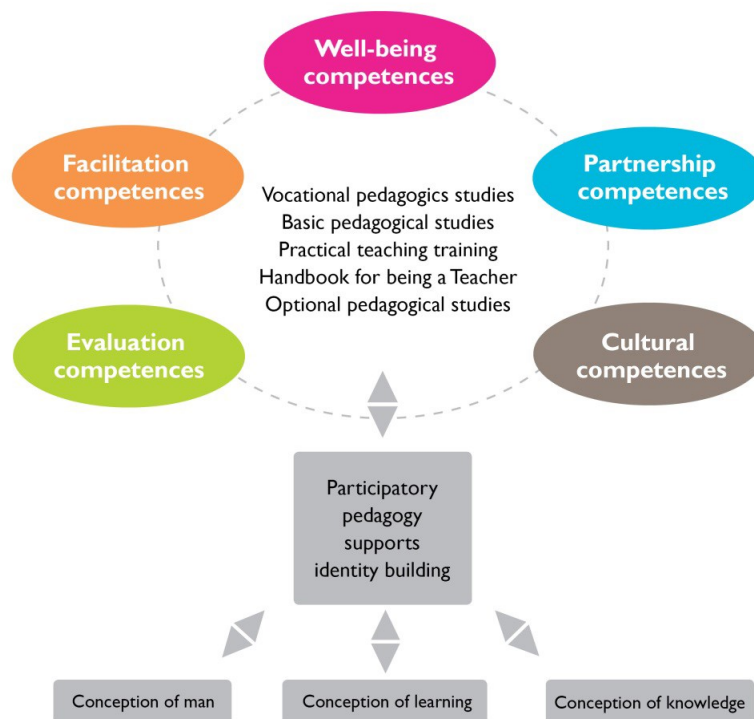 Well-being
competences
Facilitation
competences
Partnership
competences
Vocational pedagogics studies
Basic pedagogical studies
Practical teaching training
Handbook for being a Teacher
Optional pedagogical studies
Evaluation
competences
Cultural
competences
Participatory
pedagogy
supports
identity building
Conception of man
Conception of learning
Conception of knowledge